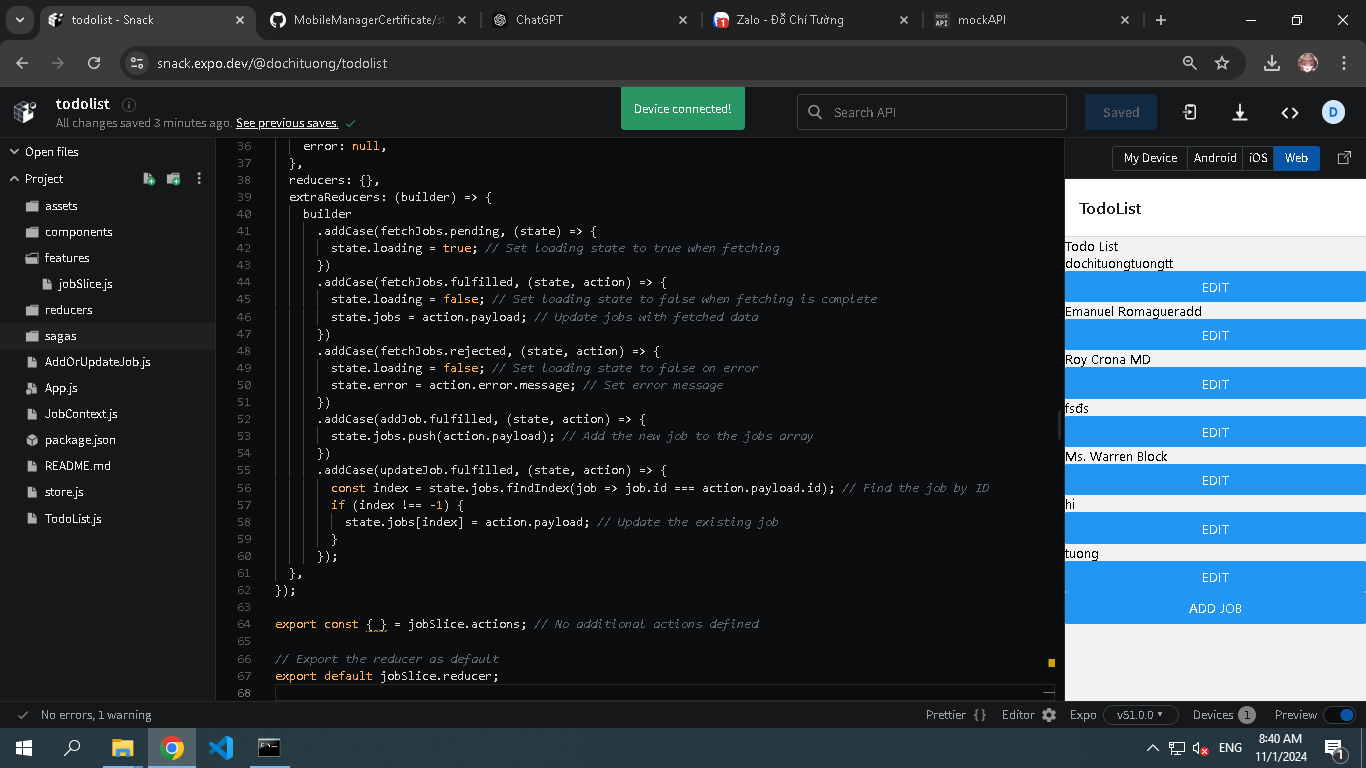 todolist - Snack
MobileManagerCertificate/st
ChatGPT
Zalo - Đỗ Chí Tường
mockAPI
snack.expo.dev/@dochituong/todolist
todolist
All changes saved 3 minutes ago. See previous saves.
Device connected!
Search API
Saved
D
Open files
Project
assets
components
features
jobSlice.js
reducers
sagas
AddOrUpdateJob.js
App.js
JobContext.js
package.json
README.md
store.js
TodoList.js
36 error: null,
37 },
38 reducers: {},
39 extraReducers: (builder) => {
40 builder
41 .addCase(fetchJobs.pending, (state) => {
42 state.loading = true; // Set loading state to true when fetching
43 })
44 .addCase(fetchJobs.fulfilled, (state, action) => {
45 state.loading = false; // Set loading state to false when fetching is complete
46 state.jobs = action.payload; // Update jobs with fetched data
47 })
48 .addCase(fetchJobs.rejected, (state, action) => {
49 state.loading = false; // Set loading state to false on error
50 state.error = action.error.message; // Set error message
51 })
52 .addCase(addJob.fulfilled, (state, action) => {
53 state.jobs.push(action.payload); // Add the new job to the jobs array
54 })
55 .addCase(updateJob.fulfilled, (state, action) => {
56 const index = state.jobs.findIndex(job => job.id === action.payload.id); // Find the job by ID
57 if (index !== -1) {
58 state.jobs[index] = action.payload; // Update the existing job
59 }
60 });
61 },
62 });
63
64 export const { } = jobSlice.actions; // No additional actions defined
65
66 // Export the reducer as default
67 export default jobSlice.reducer;
68
My Device
Android
iOS
Web
TodoList
Todo List
dochituongtuongtt
EDIT
Emanuel Romagueradd
EDIT
Roy Crona MD
EDIT
fsđs
EDIT
Ms. Warren Block
EDIT
hi
EDIT
tuong
EDIT
ADD JOB
No errors, 1 warning
Prettier { }
Editor
Expo
v51.0.0
Devices 1
Preview
ENG
8:40 AM
11/1/2024
1